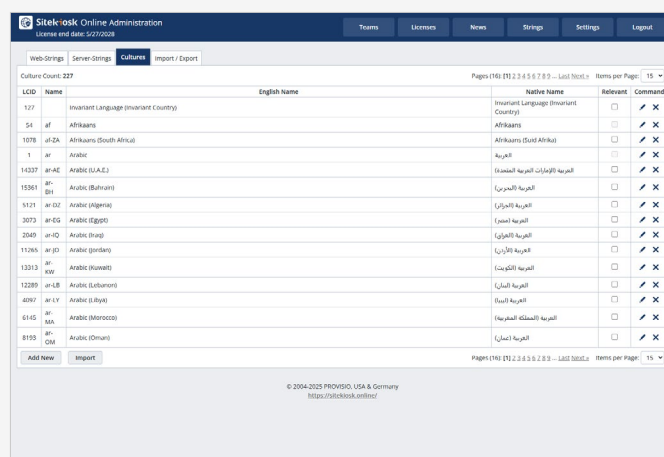 Sitekiosk Online Administration
License end date: 5/27/2028
Teams Licenses News Strings Settings Logout
Web-Strings Server-Strings Cultures Import / Export
Culture Count: 227 Pages (16): [1] 2 3 4 5 6 7 8 9 ... Last Next » Items per Page: 15
LCID Name English Name Native Name Relevant Command
127 Invariant Language (Invariant Country) Invariant Language (Invariant
Country)
54 af Afrikaans Afrikaans
1078 af-ZA Afrikaans (South Africa) Afrikaans (Suid Afrika)
1 ar Arabic العربية
14337 ar-AE Arabic (U.A.E.) العربية (الإمارات العربية المتحدة)
15361 ar-
BH Arabic (Bahrain) العربية (البحرين)
5121 ar-DZ Arabic (Algeria) العربية (الجزائر)
3073 ar-EG Arabic (Egypt) العربية (مصر)
2049 ar-IQ Arabic (Iraq) العربية (العراق)
11265 ar-JO Arabic (Jordan) العربية (الأردن)
13313 ar-
KW Arabic (Kuwait) العربية (الكويت)
12289 ar-LB Arabic (Lebanon) العربية (لبنان)
4097 ar-LY Arabic (Libya) العربية (ليبيا)
6145 ar-
MA Arabic (Morocco) العربية (المملكة المغربية)
8193 ar-
OM Arabic (Oman) العربية (عمان)
Add New Import Pages (16): [1] 2 3 4 5 6 7 8 9 ... Last Next » Items per Page: 15
© 2004-2025 PROVISIO, USA & Germany
https://sitekiosk.online/